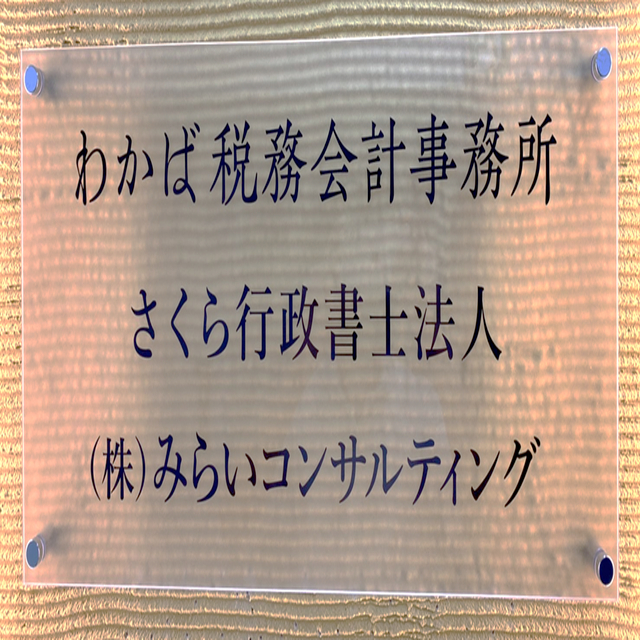 わかば税務会計事務所
さくら行政書士法人
(株)みらいコンサルティング